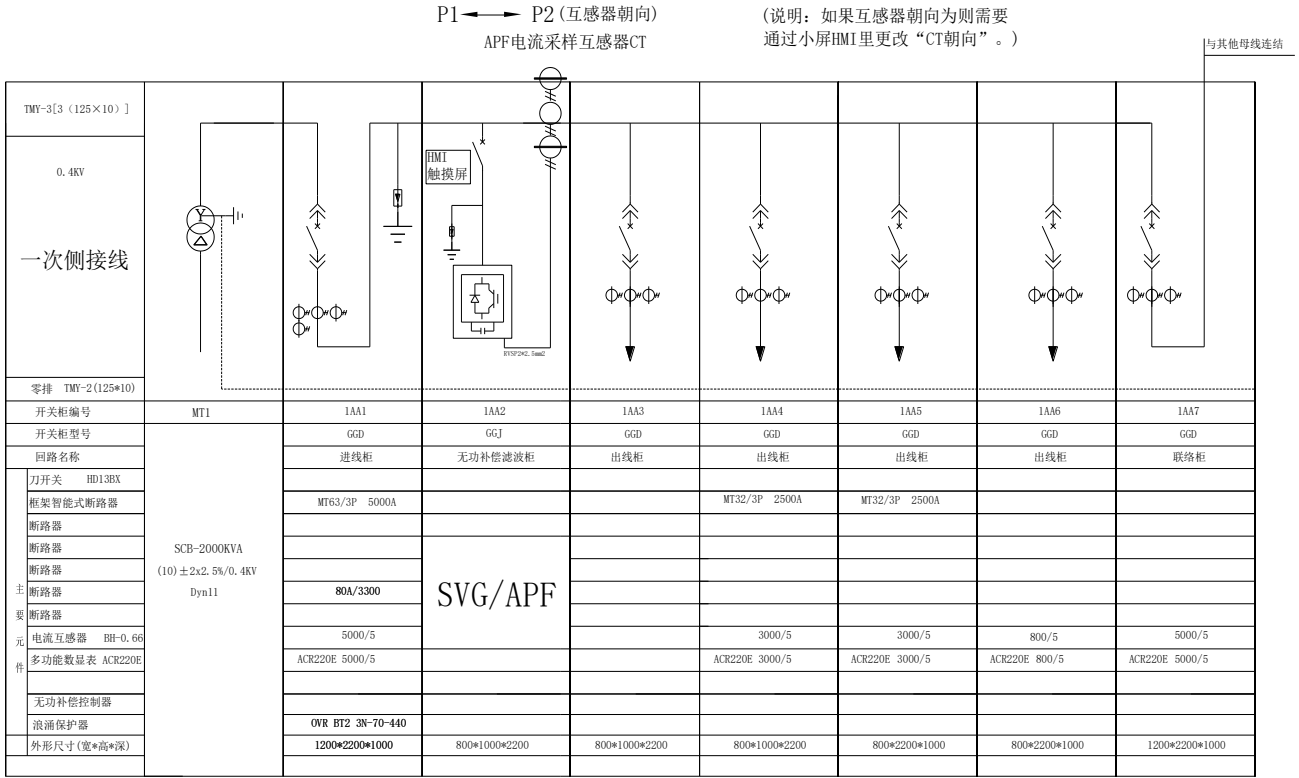 P1 P2(互感器朝向)
APF电流采样互感器CT
(说明：如果互感器朝向为则需要
通过小屏HMI里更改“CT朝向”。)
与其他母线连结
TMY-3[3（125×10）]
0.4KV
一次侧接线
Y
HMI
触摸屏
RVSP2*2.5mm2
零排 TMY-2(125*10)
开关柜编号 MT1 1AA1 1AA2 1AA3 1AA4 1AA5 1AA6 1AA7
开关柜型号 GGD GGJ GGD GGD GGD GGD GGD
回路名称 进线柜 无功补偿滤波柜 出线柜 出线柜 出线柜 出线柜 联络柜
主要元件
刀开关 HD13BX
框架智能式断路器 MT63/3P 5000A MT32/3P 2500A MT32/3P 2500A
断路器
断路器
断路器
断路器 80A/3300
断路器
SCB-2000KVA
(10)±2x2.5%/0.4KV
Dyn11
SVG/APF
电流互感器 BH-0.66 5000/5 3000/5 3000/5 800/5 5000/5
多功能数显表 ACR220E ACR220E 5000/5 ACR220E 3000/5 ACR220E 3000/5 ACR220E 800/5 ACR220E 5000/5
无功补偿控制器
浪涌保护器 OVR BT2 3N-70-440
外形尺寸(宽*高*深) 1200*2200*1000 800*1000*2200 800*1000*2200 800*1000*2200 800*2200*1000 800*2200*1000 1200*2200*1000